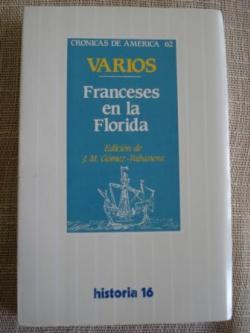 CRONICAS DE AMERICA 62
VARIOS
Franceses
en la
Florida
Edición de
J. M. Gómez-Tabanera
historia 16